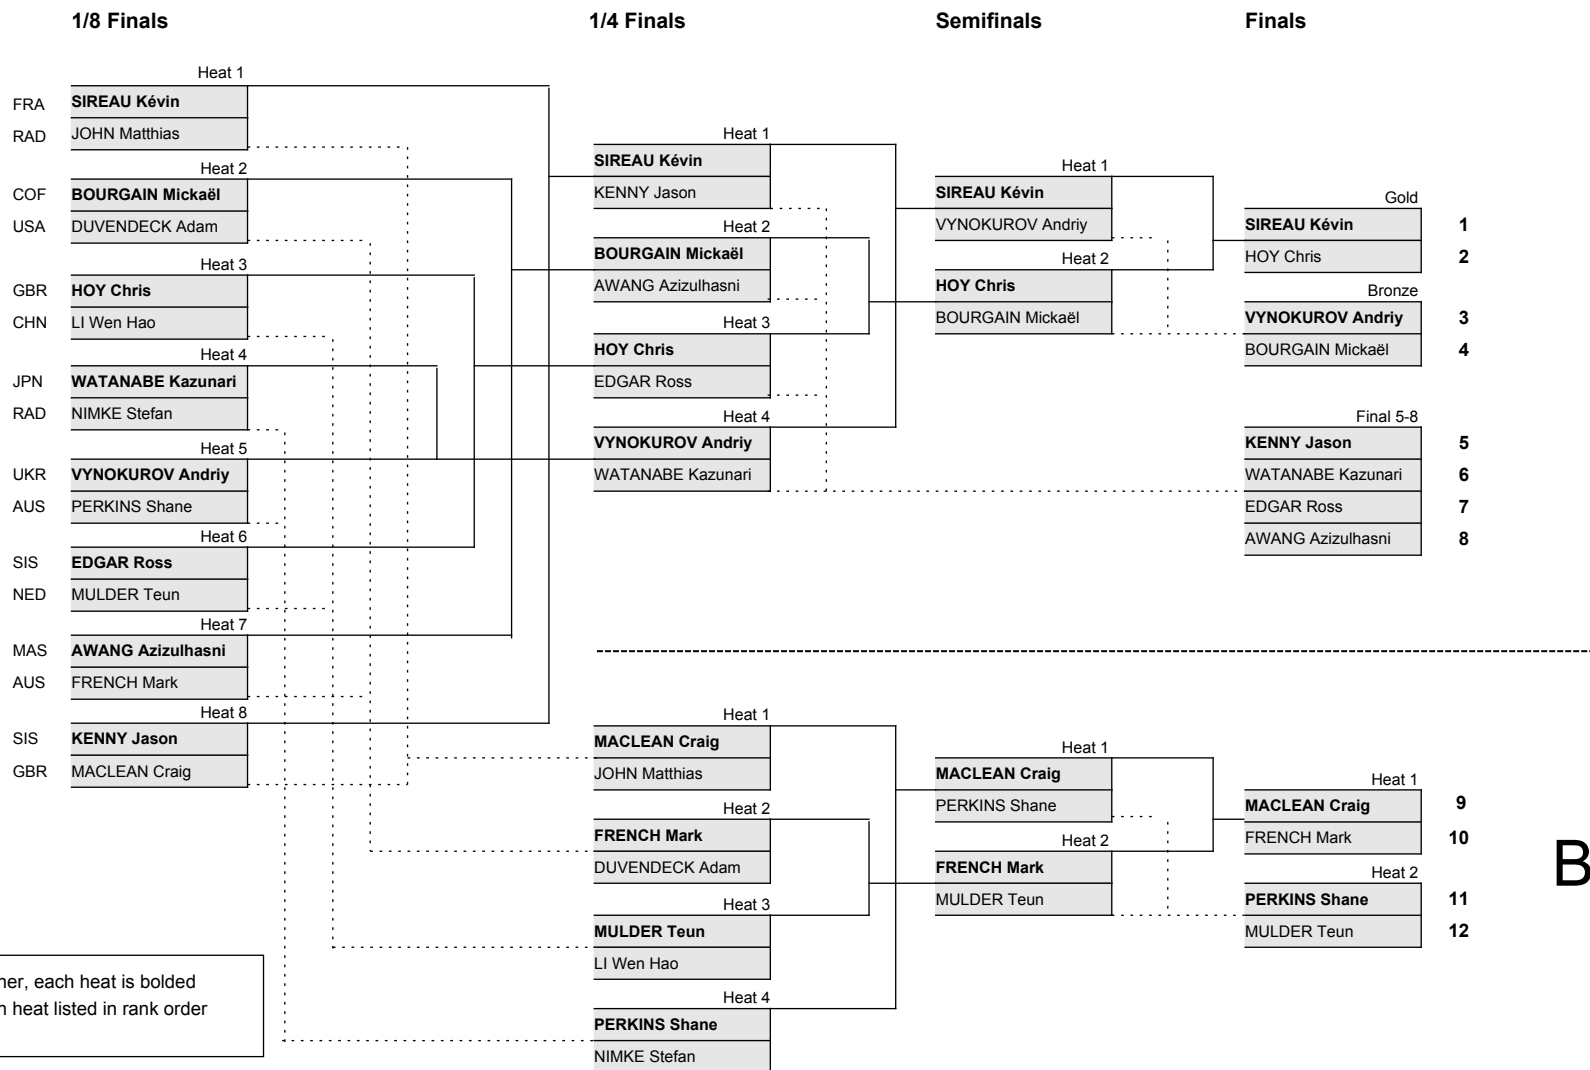 1/8 Finals 1/4 Finals Semifinals Finals
Heat 1
FRA SIREAU Kévin
RAD JOHN Matthias
Heat 2
COF BOURGAIN Mickaël
USA DUVENDECK Adam
Heat 3
GBR HOY Chris
CHN LI Wen Hao
Heat 4
JPN WATANABE Kazunari
RAD NIMKE Stefan
Heat 5
UKR VYNOKUROV Andriy
AUS PERKINS Shane
Heat 6
SIS EDGAR Ross
NED MULDER Teun
Heat 7
MAS AWANG Azizulhasni
AUS FRENCH Mark
Heat 8
SIS KENNY Jason
GBR MACLEAN Craig
Heat 1
SIREAU Kévin
KENNY Jason
Heat 2
BOURGAIN Mickaël
AWANG Azizulhasni
Heat 3
HOY Chris
EDGAR Ross
Heat 4
VYNOKUROV Andriy
WATANABE Kazunari
Heat 1
SIREAU Kévin
VYNOKUROV Andriy
Heat 2
HOY Chris
BOURGAIN Mickaël
Gold
SIREAU Kévin 1
HOY Chris 2
Bronze
VYNOKUROV Andriy 3
BOURGAIN Mickaël 4
Final 5-8
KENNY Jason 5
WATANABE Kazunari 6
EDGAR Ross 7
AWANG Azizulhasni 8
Heat 1
MACLEAN Craig
JOHN Matthias
Heat 2
FRENCH Mark
DUVENDECK Adam
Heat 3
MULDER Teun
LI Wen Hao
Heat 4
PERKINS Shane
NIMKE Stefan
Heat 1
MACLEAN Craig
PERKINS Shane
Heat 2
FRENCH Mark
MULDER Teun
Heat 1
MACLEAN Craig 9
FRENCH Mark 10
Heat 2
PERKINS Shane 11
MULDER Teun 12
B
ner, each heat is bolded
heat listed in rank order